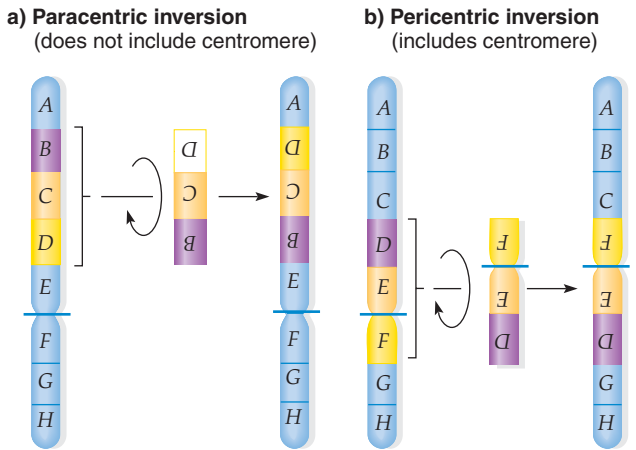 a) Paracentric inversion
(does not include centromere)
A
B
C
D
E
F
G
H
D
C
B
A
D
C
B
E
F
G
H
b) Pericentric inversion
(includes centromere)
A
B
C
D
E
F
G
H
F
E
D
A
B
C
F
E
D
G
H